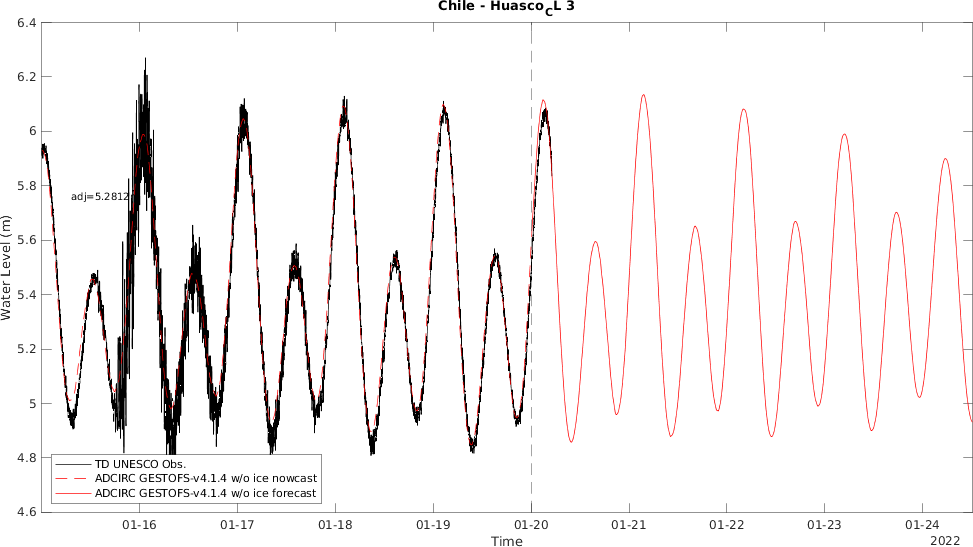 Chile - Huasco_CL 3
6.4
6.2
6
5.8
5.6
5.4
5.2
5
4.8
4.6
Water Level (m)
adj=5.2812
TD UNESCO Obs.
ADCIRC GESTOFS-v4.1.4 w/o ice nowcast
ADCIRC GESTOFS-v4.1.4 w/o ice forecast
01-16 01-17 01-18 01-19 01-20 01-21 01-22 01-23 01-24
Time
2022